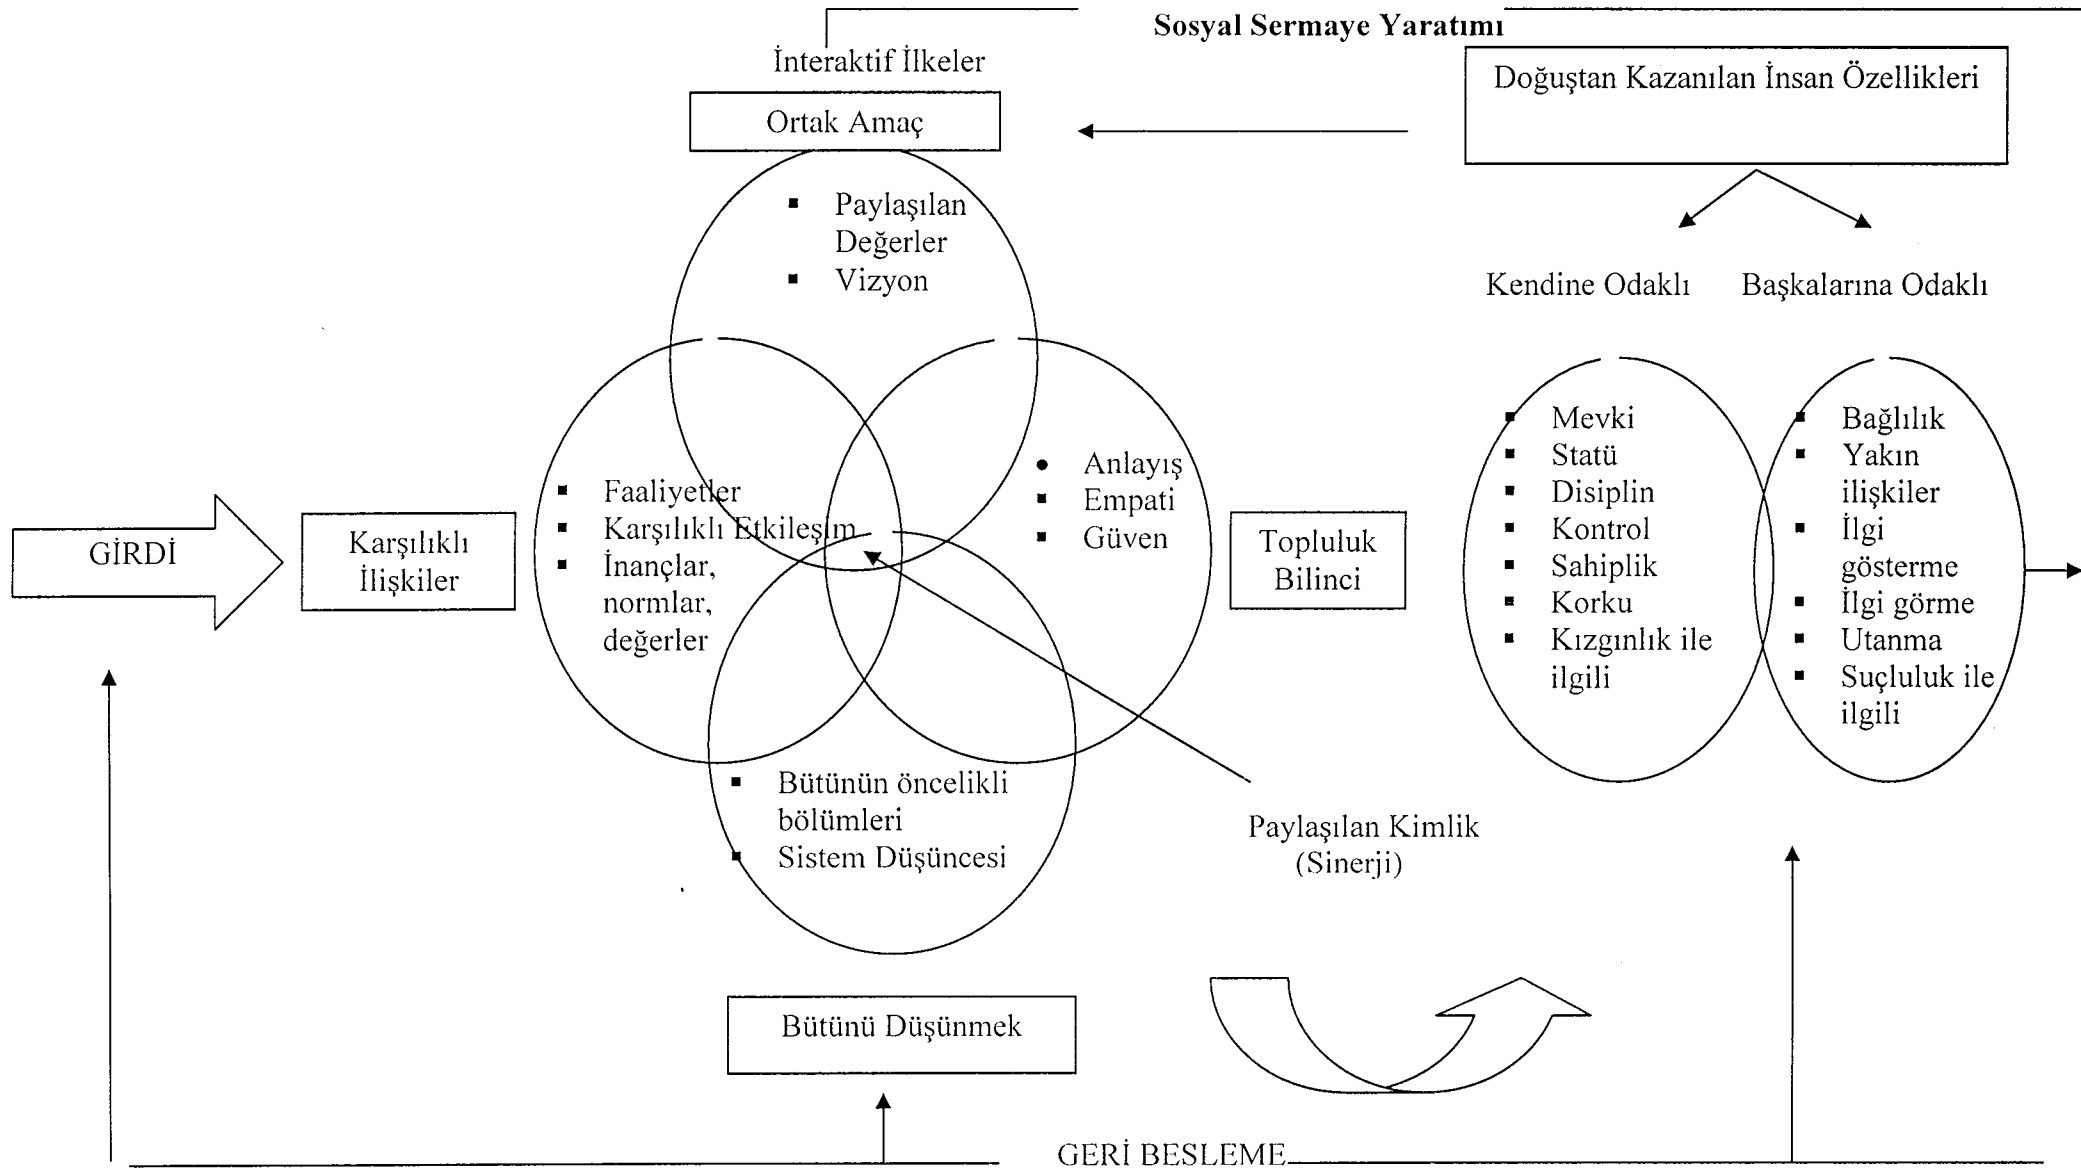 Sosyal Sermaye Yaratımı
İnteraktif İlkeler
Ortak Amaç
Doğuştan Kazanılan İnsan Özellikleri
Paylaşılan
Değerler
Vizyon
Kendine Odaklı
Başkalarına Odaklı
Faaliyetler
Karşılıklı Etkileşim
İnançlar,
normlar,
değerler
Anlayış
Empati
Güven
GİRDİ
Karşılıklı
İlişkiler
Topluluk
Bilinci
Mevki
Statü
Disiplin
Kontrol
Sahiplik
Korku
Kızgınlık ile
ilgili
Bağlılık
Yakın
ilişkiler
İlgi
gösterme
İlgi görme
Utanma
Suçluluk ile
ilgili
Bütünün öncelikli
bölümleri
Sistem Düşüncesi
Paylaşılan Kimlik
(Sinerji)
Bütünü Düşünmek
GERİ BESLEME